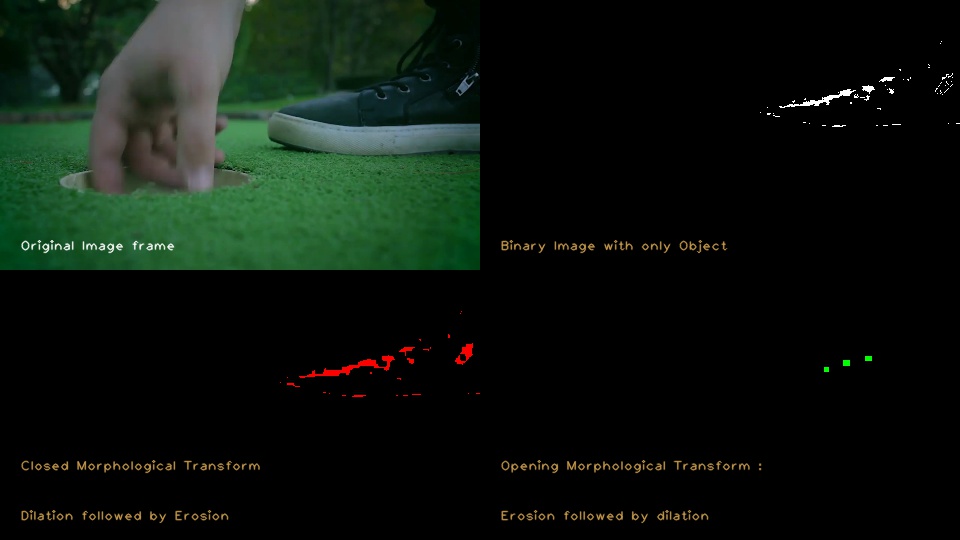 Original Image frame
Binary Image with only Object
Closed Morphological Transform
Dilation followed by Erosion
Opening Morphological Transform :
Erosion followed by dilation